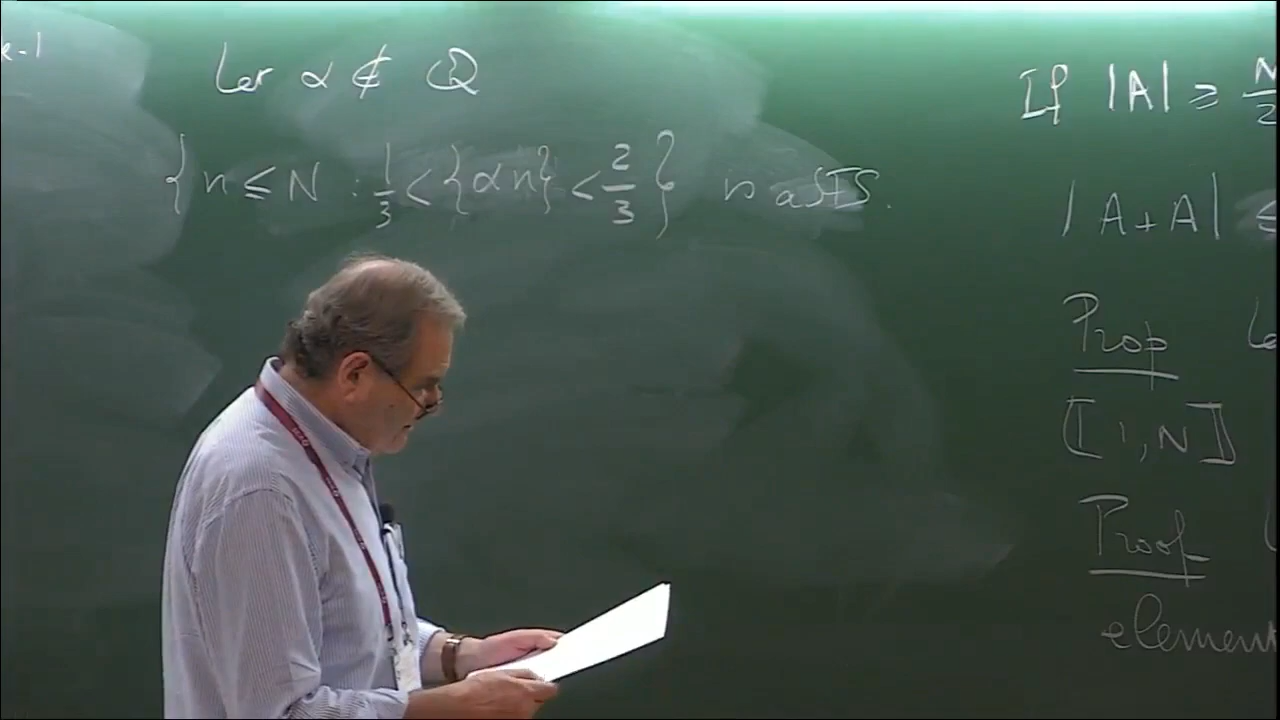 Let α ∉ ℚ
{ n ≤ N : 1/3 < {αn} < 2/3 } is a SFS.
If |A| ≥ N/2
|A + A| ≤
Prop
⟦1, N⟧
Proof
element